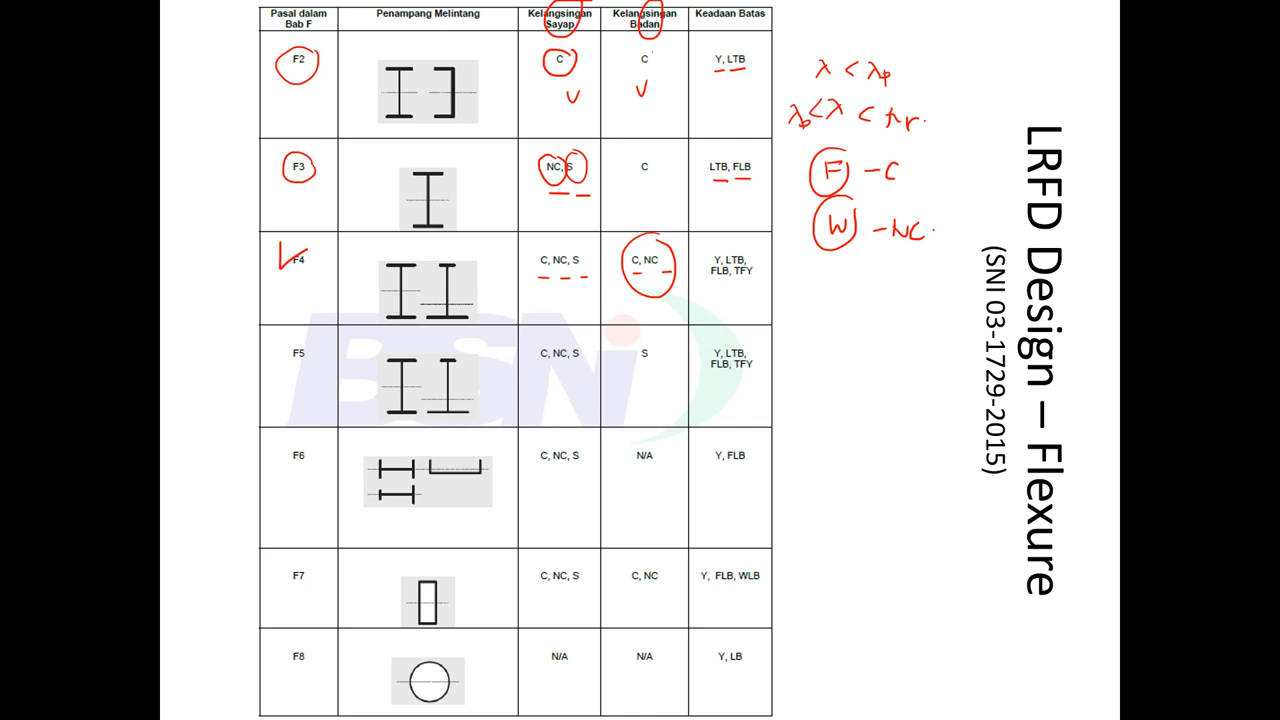 Pasal dalam Bab F	Penampang Melintang	Kelangsingan Sayap	Kelangsingan Badan	Keadaan Batas
F2	C	C	Y, LTB
V V
F3	NC, S	C	LTB, FLB
F4	C, NC, S	C, NC	Y, LTB, FLB, TFY
F5	C, NC, S	S	Y, LTB, FLB, TFY
F6	C, NC, S	N/A	Y, FLB
F7	C, NC, S	C, NC	Y, FLB, WLB
F8	N/A	N/A	Y, LB
BSNi
λ < λp
λp < λ < λr.
F – C
W – NC.
LRFD Design – Flexure
(SNI 03-1729-2015)